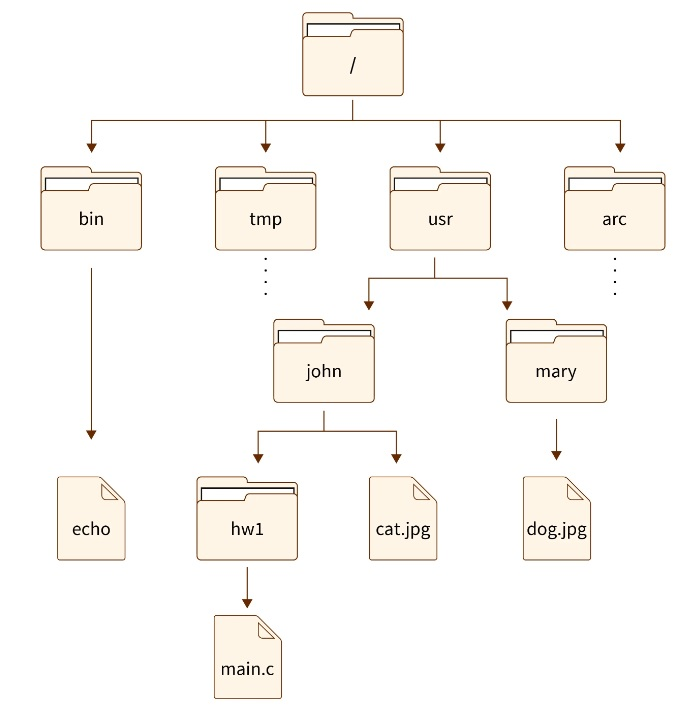 /
bin
tmp
usr
arc
john
mary
echo
hw1
cat.jpg
dog.jpg
main.c